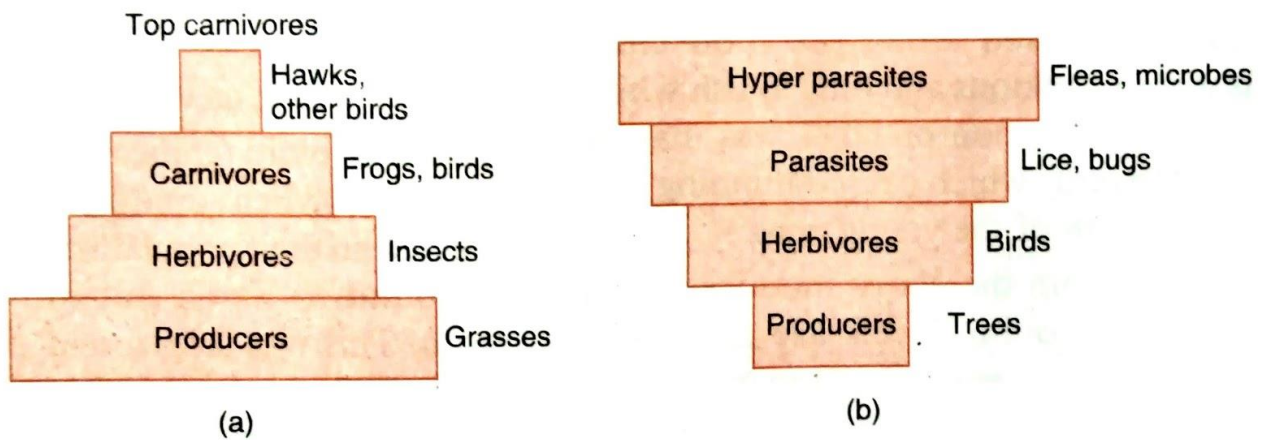 Top carnivores
Hawks,
other birds
Carnivores
Frogs, birds
Herbivores
Insects
Producers
Grasses
(a)
Hyper parasites
Fleas, microbes
Parasites
Lice, bugs
Herbivores
Birds
Producers
Trees
(b)